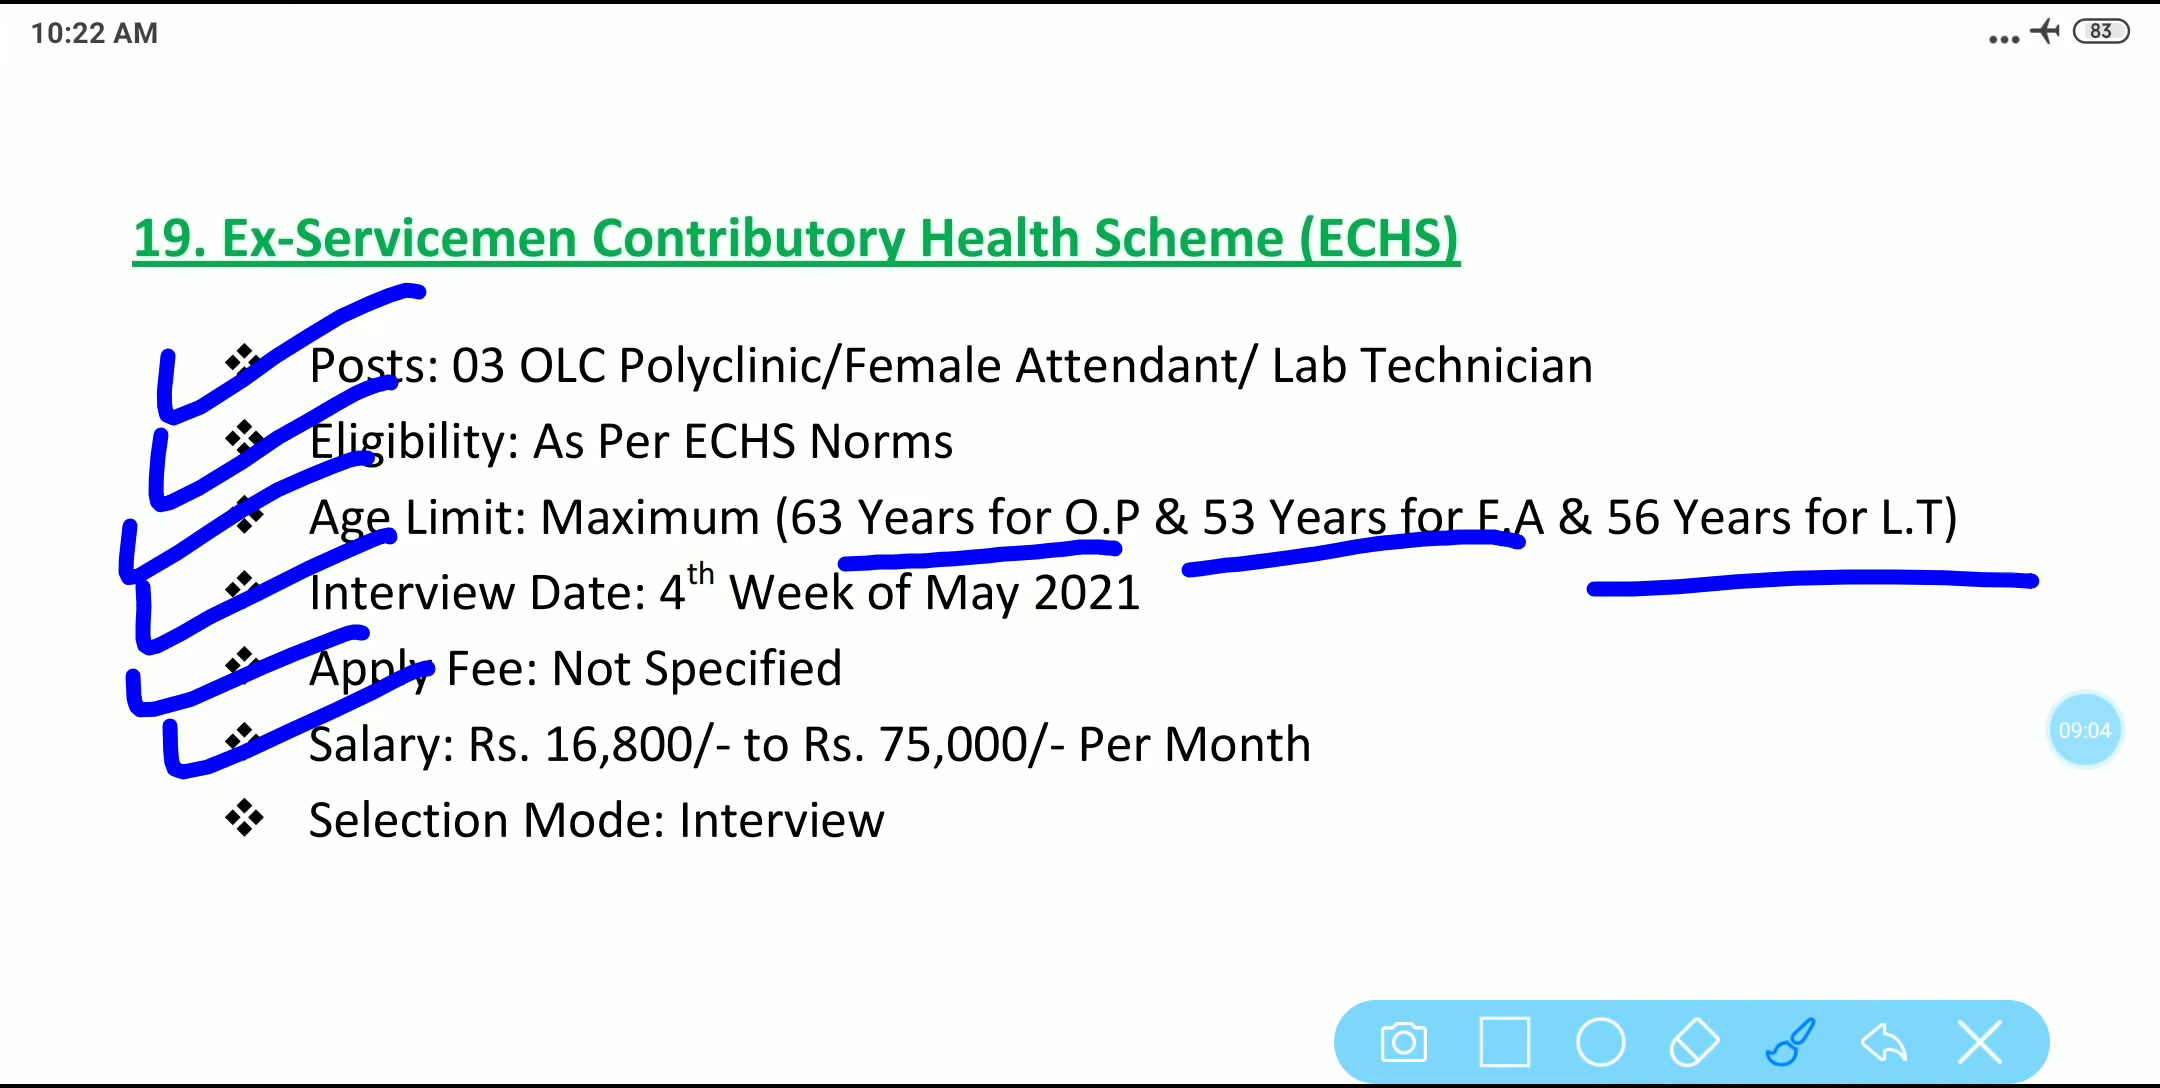 10:22 AM
83
19. Ex-Servicemen Contributory Health Scheme (ECHS)
❖ Posts: 03 OLC Polyclinic/Female Attendant/ Lab Technician
❖ Eligibility: As Per ECHS Norms
❖ Age Limit: Maximum (63 Years for O.P & 53 Years for F.A & 56 Years for L.T)
❖ Interview Date: 4th Week of May 2021
❖ Apply Fee: Not Specified
❖ Salary: Rs. 16,800/- to Rs. 75,000/- Per Month
❖ Selection Mode: Interview
09:04